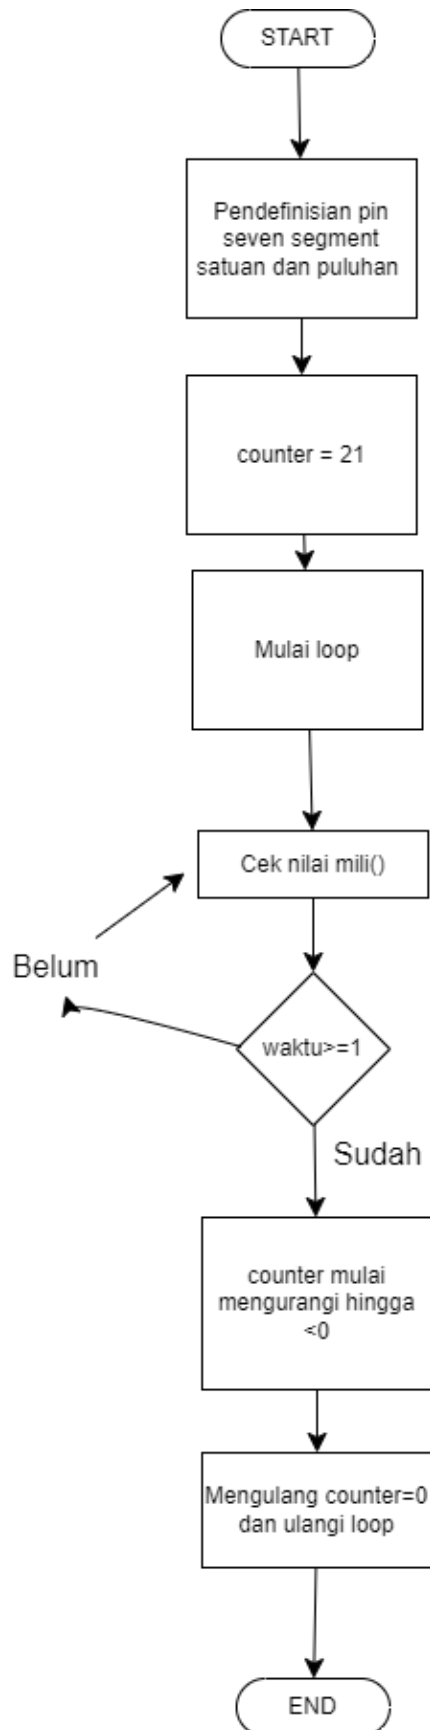 START
Pendefinisian pin
seven segment
satuan dan puluhan
counter = 21
Mulai loop
Cek nilai mili()
Belum
waktu>=1
Sudah
counter mulai
mengurangi hingga
<0
Mengulang counter=0
dan ulangi loop
END